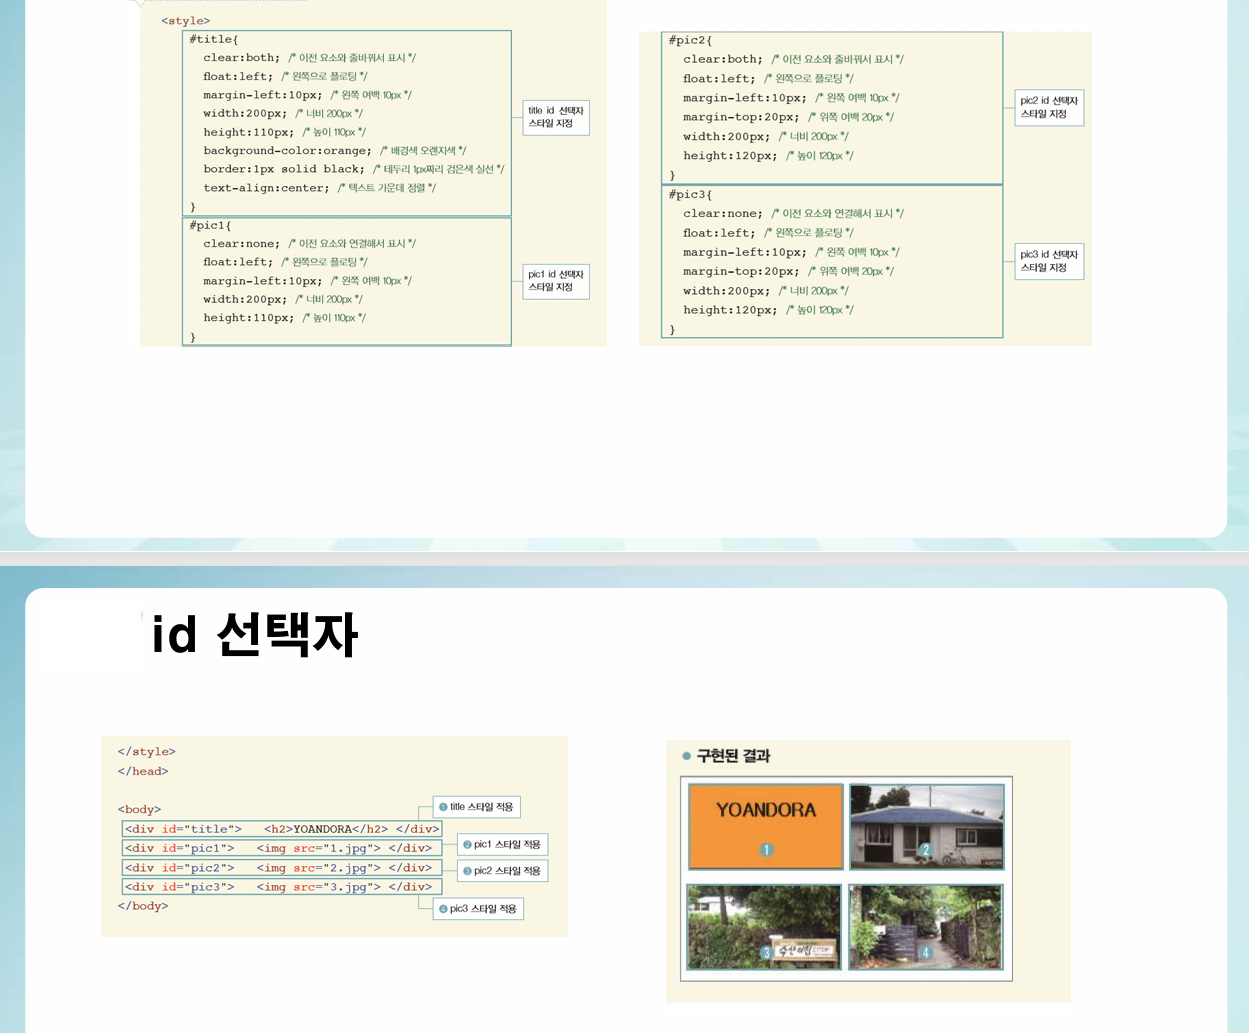 <style>
#title{
clear:both; /* 이전 요소와 줄바꿔서 표시 */
float:left; /* 왼쪽으로 플로팅 */
margin-left:10px; /* 왼쪽 여백 10px */
width:200px; /* 너비 200px */
height:110px; /* 높이 110px */
background-color:orange; /* 배경색 오렌지색 */
border:1px solid black; /* 테두리 1px짜리 검은색 실선 */
text-align:center; /* 텍스트 가운데 정렬 */
}
title id 선택자
스타일 지정
#pic1{
clear:none; /* 이전 요소와 연결해서 표시 */
float:left; /* 왼쪽으로 플로팅 */
margin-left:10px; /* 왼쪽 여백 10px */
width:200px; /* 너비 200px */
height:110px; /* 높이 110px */
}
pic1 id 선택자
스타일 지정
#pic2{
clear:both; /* 이전 요소와 줄바꿔서 표시 */
float:left; /* 왼쪽으로 플로팅 */
margin-left:10px; /* 왼쪽 여백 10px */
margin-top:20px; /* 위쪽 여백 20px */
width:200px; /* 너비 200px */
height:120px; /* 높이 120px */
}
pic2 id 선택자
스타일 지정
#pic3{
clear:none; /* 이전 요소와 연결해서 표시 */
float:left; /* 왼쪽으로 플로팅 */
margin-left:10px; /* 왼쪽 여백 10px */
margin-top:20px; /* 위쪽 여백 20px */
width:200px; /* 너비 200px */
height:120px; /* 높이 120px */
}
pic3 id 선택자
스타일 지정
id 선택자
</style>
</head>
<body>
<div id="title"> <h2>YOANDORA</h2> </div>
<div id="pic1"> <img src="1.jpg"> </div>
<div id="pic2"> <img src="2.jpg"> </div>
<div id="pic3"> <img src="3.jpg"> </div>
</body>
❶ title 스타일 적용
❷ pic1 스타일 적용
❸ pic2 스타일 적용
❹ pic3 스타일 적용
● 구현된 결과
YOANDORA
1
2
3
4